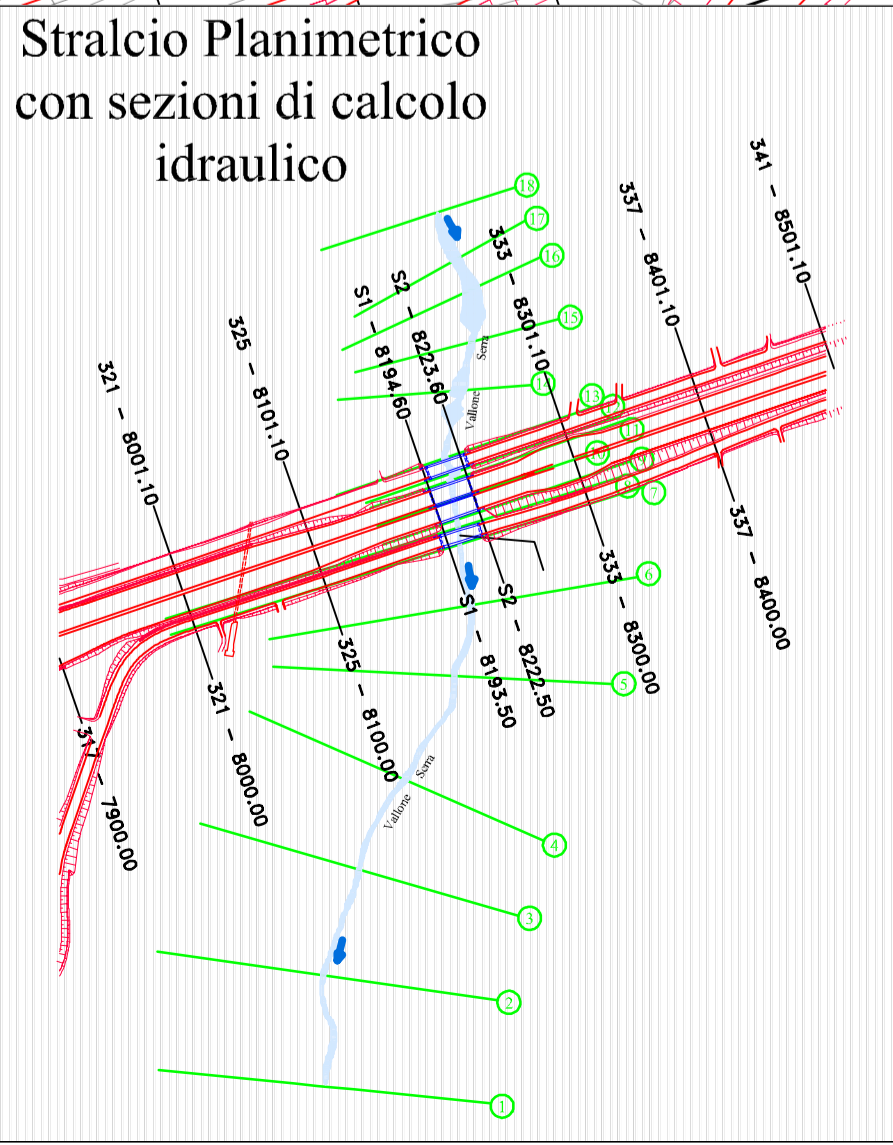 Stralcio Planimetrico
con sezioni di calcolo
idraulico
341 - 8501.10
18
337 - 8401.10
17
333 - 8301.10
16
S2 - 8223.60
S1 - 8194.60
15
325 - 8101.10
Serra
Vallone
14
321 - 8001.10
13
11
7
337 - 8400.00
333 - 8300.00
6
S2 - 8222.50
S1 - 8193.50
5
325 - 8100.00
321 - 8000.00
317 - 7900.00
Serra
Vallone
4
3
2
1